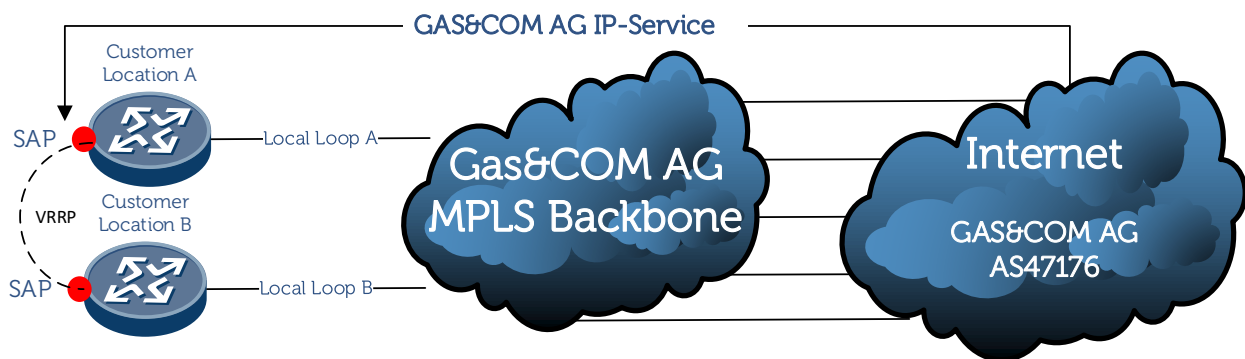 GAS&COM AG IP-Service
Customer
Location A
SAP
Local Loop A
VRRP
Customer
Location B
SAP
Local Loop B
Gas&COM AG
MPLS Backbone
Internet
GAS&COM AG
AS47176